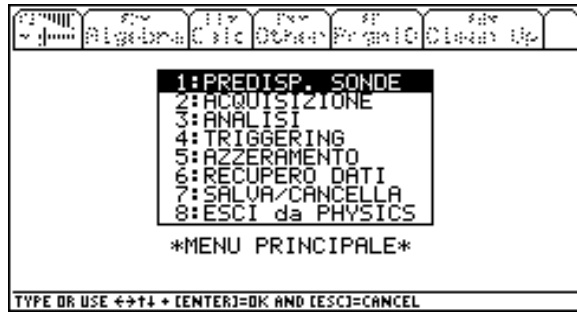 Algebra Calc Other PrgmIO Clean Up
1:PREDISP. SONDE
2:ACQUISIZIONE
3:ANALISI
4:TRIGGERING
5:AZZERAMENTO
6:RECUPERO DATI
7:SALVA/CANCELLA
8:ESCI da PHYSICS
*MENU PRINCIPALE*
TYPE OR USE ←→↑↓ + [ENTER]=OK AND [ESC]=CANCEL